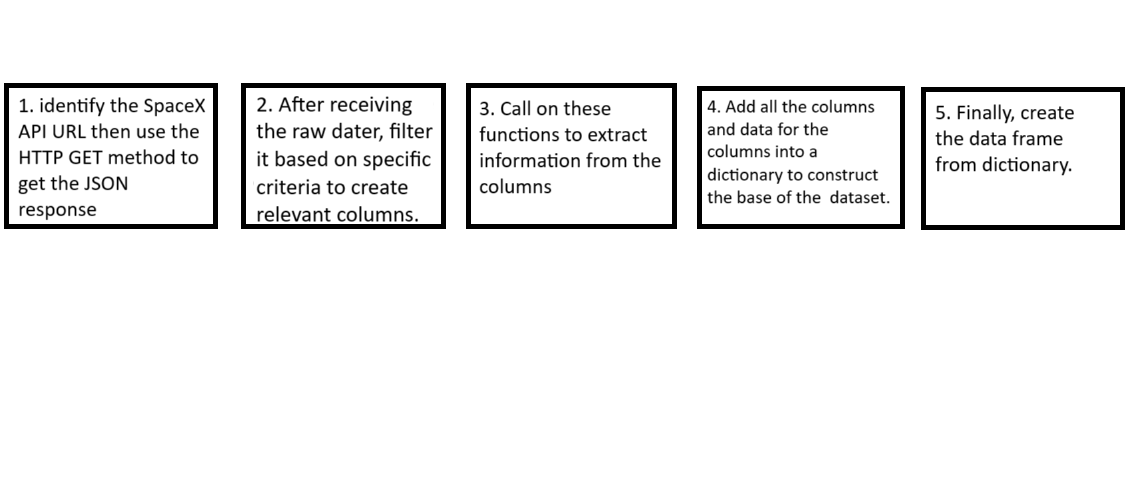 1. identify the SpaceX
API URL then use the
HTTP GET method to
get the JSON
response
2. After receiving
the raw dater, filter
it based on specific
criteria to create
relevant columns.
3. Call on these
functions to extract
information from the
columns
4. Add all the columns
and data for the
columns into a
dictionary to construct
the base of the  dataset.
5. Finally, create
the data frame
from dictionary.